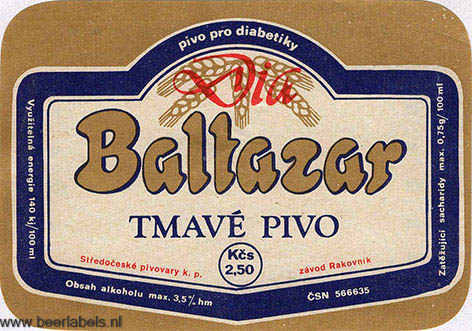 pivo pro diabetiky
Dia
Baltazar
TMAVÉ PIVO
Kčs
2,50
Středočeské pivovary k. p.
závod Rakovník
Využitelná energie 140 kj/100 ml
Zatěžující sacharidy max. 0,75g/100 ml
Obsah alkoholu max. 3,5% hm
ČSN 566635
www.beerlabels.nl